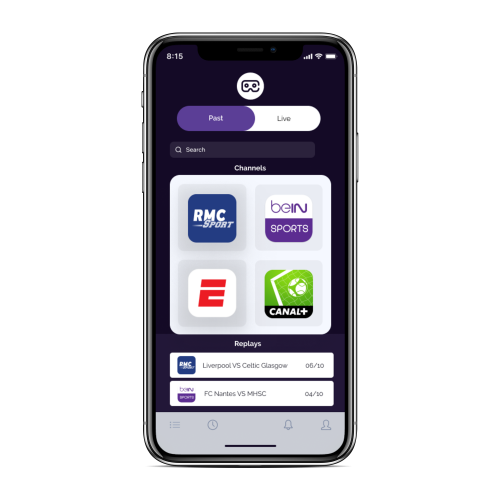 8:15
Past
Live
Search
Channels
RMC
SPORT
beIN
SPORTS
E
CANAL+
Replays
RMC
SPORT
Liverpool VS Celtic Glasgow
06/10
beIN
SPORTS
FC Nantes VS MHSC
04/10